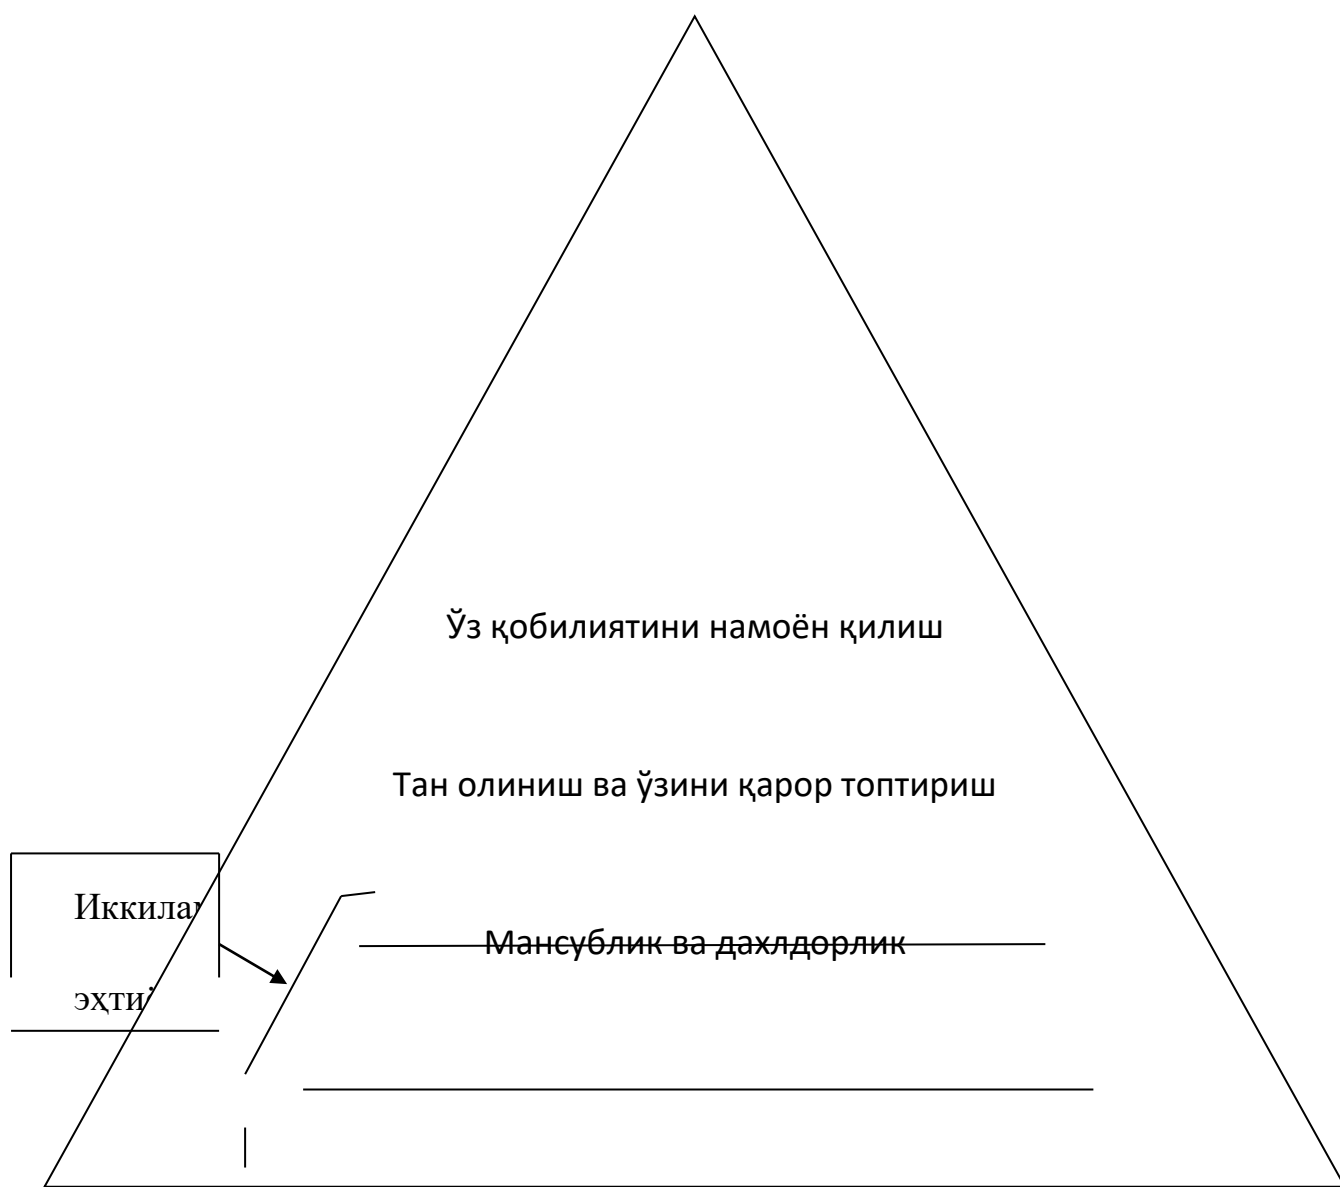 Ўз қобилиятини намоён қилиш
Тан олиниш ва ўзини қарор топтириш
Мансублик ва дахлдорлик